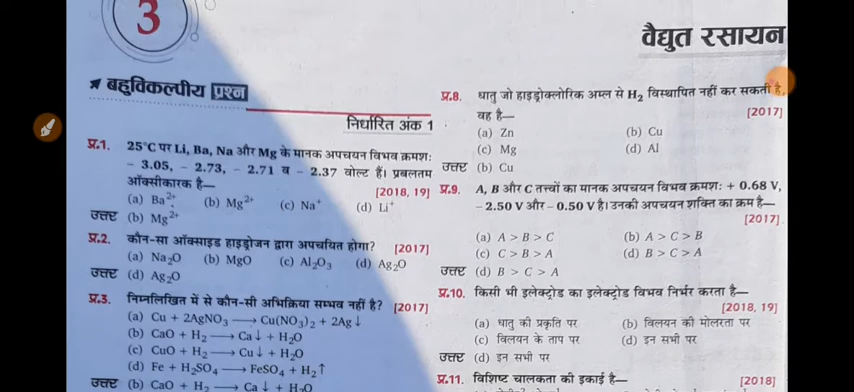 3
वैद्युत रसायन
बहुविकल्पीय प्रश्न
निर्धारित अंक 1
प्र.1. 25°C पर Li, Ba, Na और Mg के मानक अपचयन विभव क्रमशः
- 3.05, - 2.73, - 2.71 व - 2.37 वोल्ट हैं। प्रबलतम
ऑक्सीकारक है— [2018, 19]
(a) Ba²⁺ (b) Mg²⁺ (c) Na⁺ (d) Li⁺
उत्तर (b) Mg²⁺
प्र.2. कौन-सा ऑक्साइड हाइड्रोजन द्वारा अपचयित होगा? [2017]
(a) Na₂O (b) MgO (c) Al₂O₃ (d) Ag₂O
उत्तर (d) Ag₂O
प्र.3. निम्नलिखित में से कौन-सी अभिक्रिया सम्भव नहीं है? [2017]
(a) Cu + 2AgNO₃ ⟶ Cu(NO₃)₂ + 2Ag ↓
(b) CaO + H₂ ⟶ Ca ↓ + H₂O
(c) CuO + H₂ ⟶ Cu ↓ + H₂O
(d) Fe + H₂SO₄ ⟶ FeSO₄ + H₂ ↑
उत्तर (b) CaO + H₂ ⟶ Ca ↓ + H₂O
प्र.8. धातु जो हाइड्रोक्लोरिक अम्ल से H₂ विस्थापित नहीं कर सकती है,
वह है— [2017]
(a) Zn (b) Cu
(c) Mg (d) Al
उत्तर (b) Cu
प्र.9. A, B और C तत्त्वों का मानक अपचयन विभव क्रमशः + 0.68 V,
- 2.50 V और - 0.50 V है। उनकी अपचयन शक्ति का क्रम है—
[2017]
(a) A > B > C (b) A > C > B
(c) C > B > A (d) B > C > A
उत्तर (d) B > C > A
प्र.10. किसी भी इलेक्ट्रोड का इलेक्ट्रोड विभव निर्भर करता है—
[2018, 19]
(a) धातु की प्रकृति पर (b) विलयन की मोलरता पर
(c) विलयन के ताप पर (d) इन सभी पर
उत्तर (d) इन सभी पर
प्र.11. विशिष्ट चालकता की इकाई है— [2018]